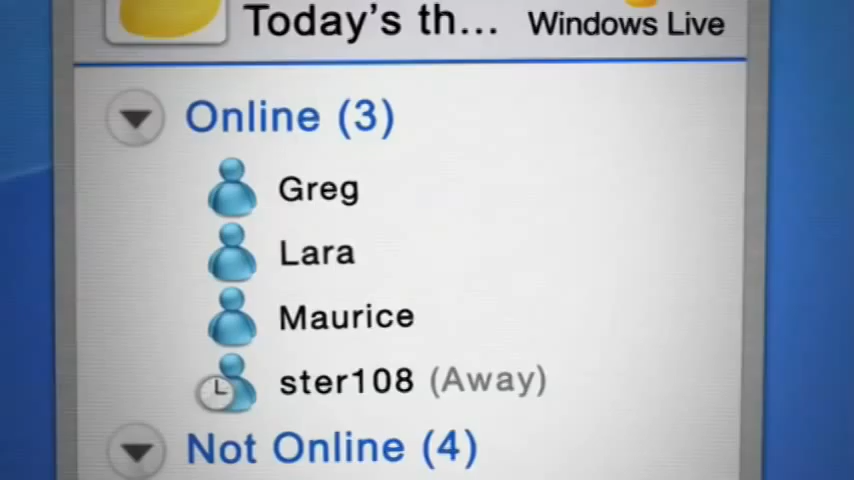 Today's th... Windows Live
Online (3)
Greg
Lara
Maurice
ster108 (Away)
Not Online (4)